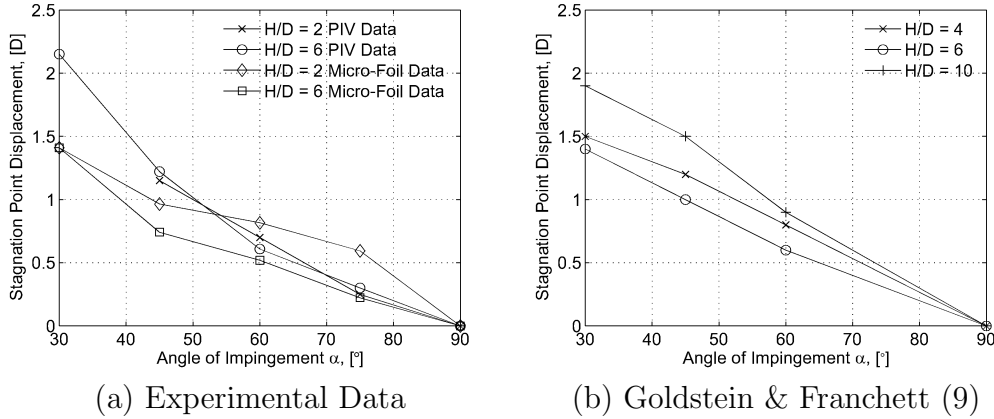 2.5
2
1.5
1
0.5
0
30 40 50 60 70 80 90
Stagnation Point Displacement, [D]
Angle of Impingement α, [°]
H/D = 2 PIV Data
H/D = 6 PIV Data
H/D = 2 Micro-Foil Data
H/D = 6 Micro-Foil Data
(a) Experimental Data
2.5
2
1.5
1
0.5
0
30 40 50 60 70 80 90
Stagnation Point Displacement, [D]
Angle of Impingement α, [°]
H/D = 4
H/D = 6
H/D = 10
(b) Goldstein & Franchett (9)